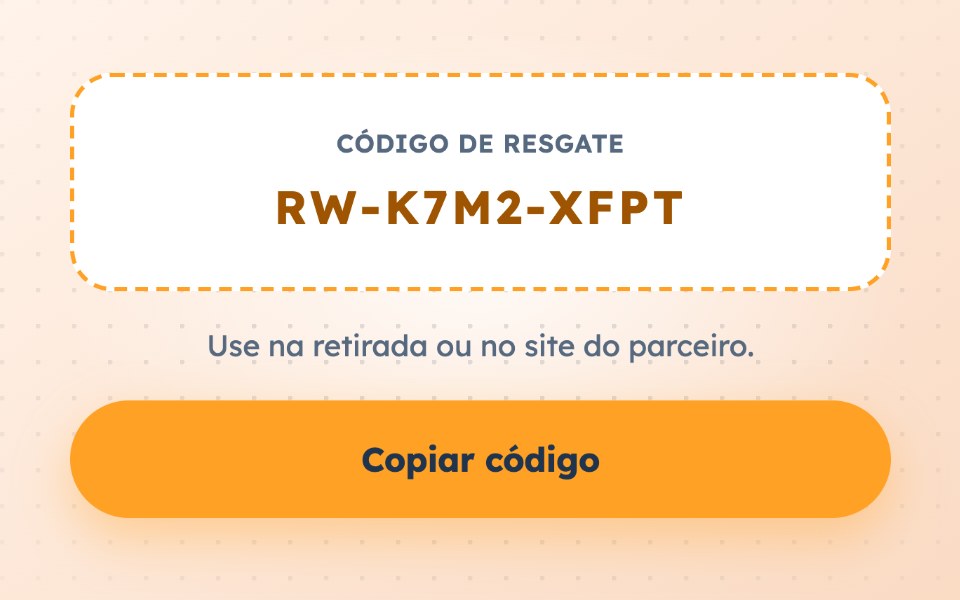 CÓDIGO DE RESGATE
RW-K7M2-XFPT
Use na retirada ou no site do parceiro.
Copiar código